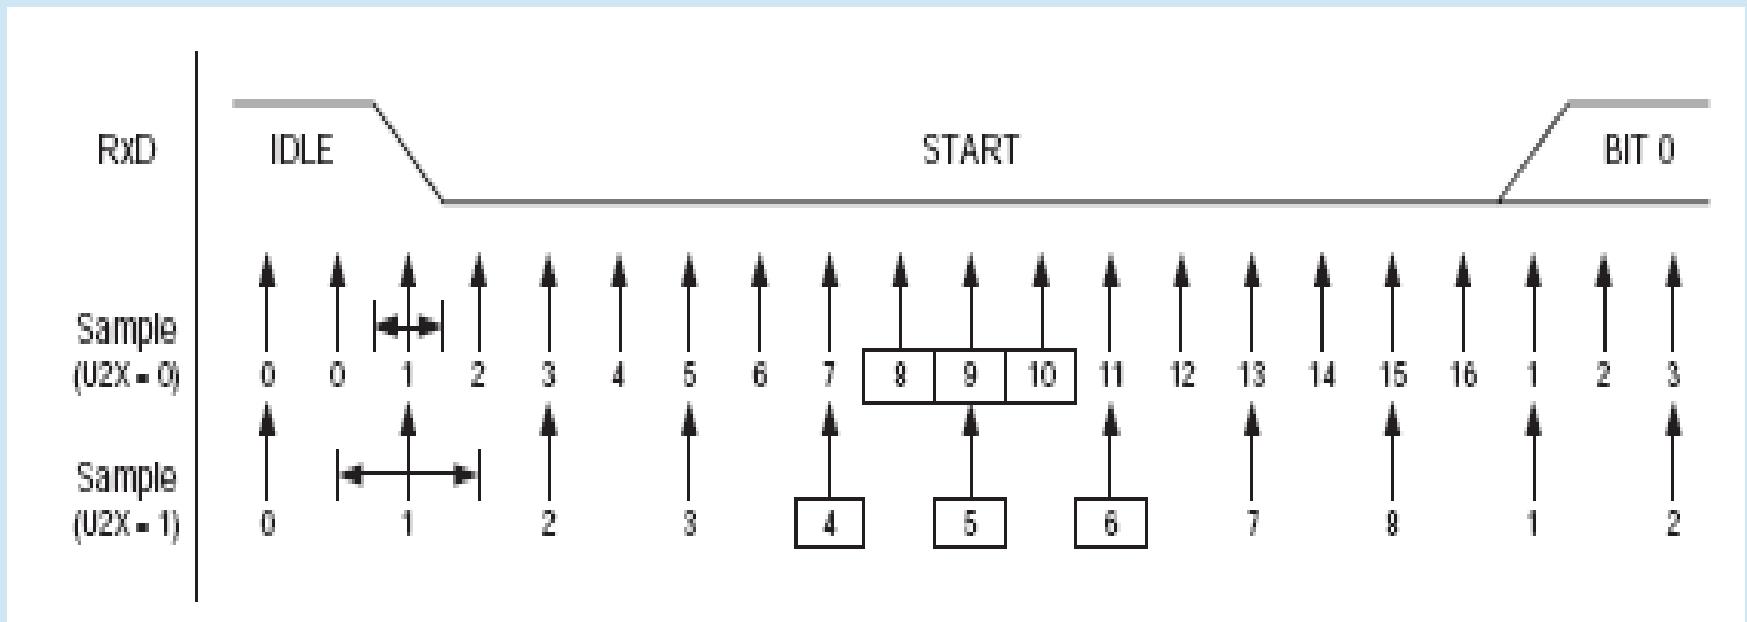 RxD IDLE START BIT 0
Sample
(U2X = 0) 0 0 1 2 3 4 5 6 7 8 9 10 11 12 13 14 15 16 1 2 3
Sample
(U2X = 1) 0 1 2 3 4 5 6 7 8 1 2